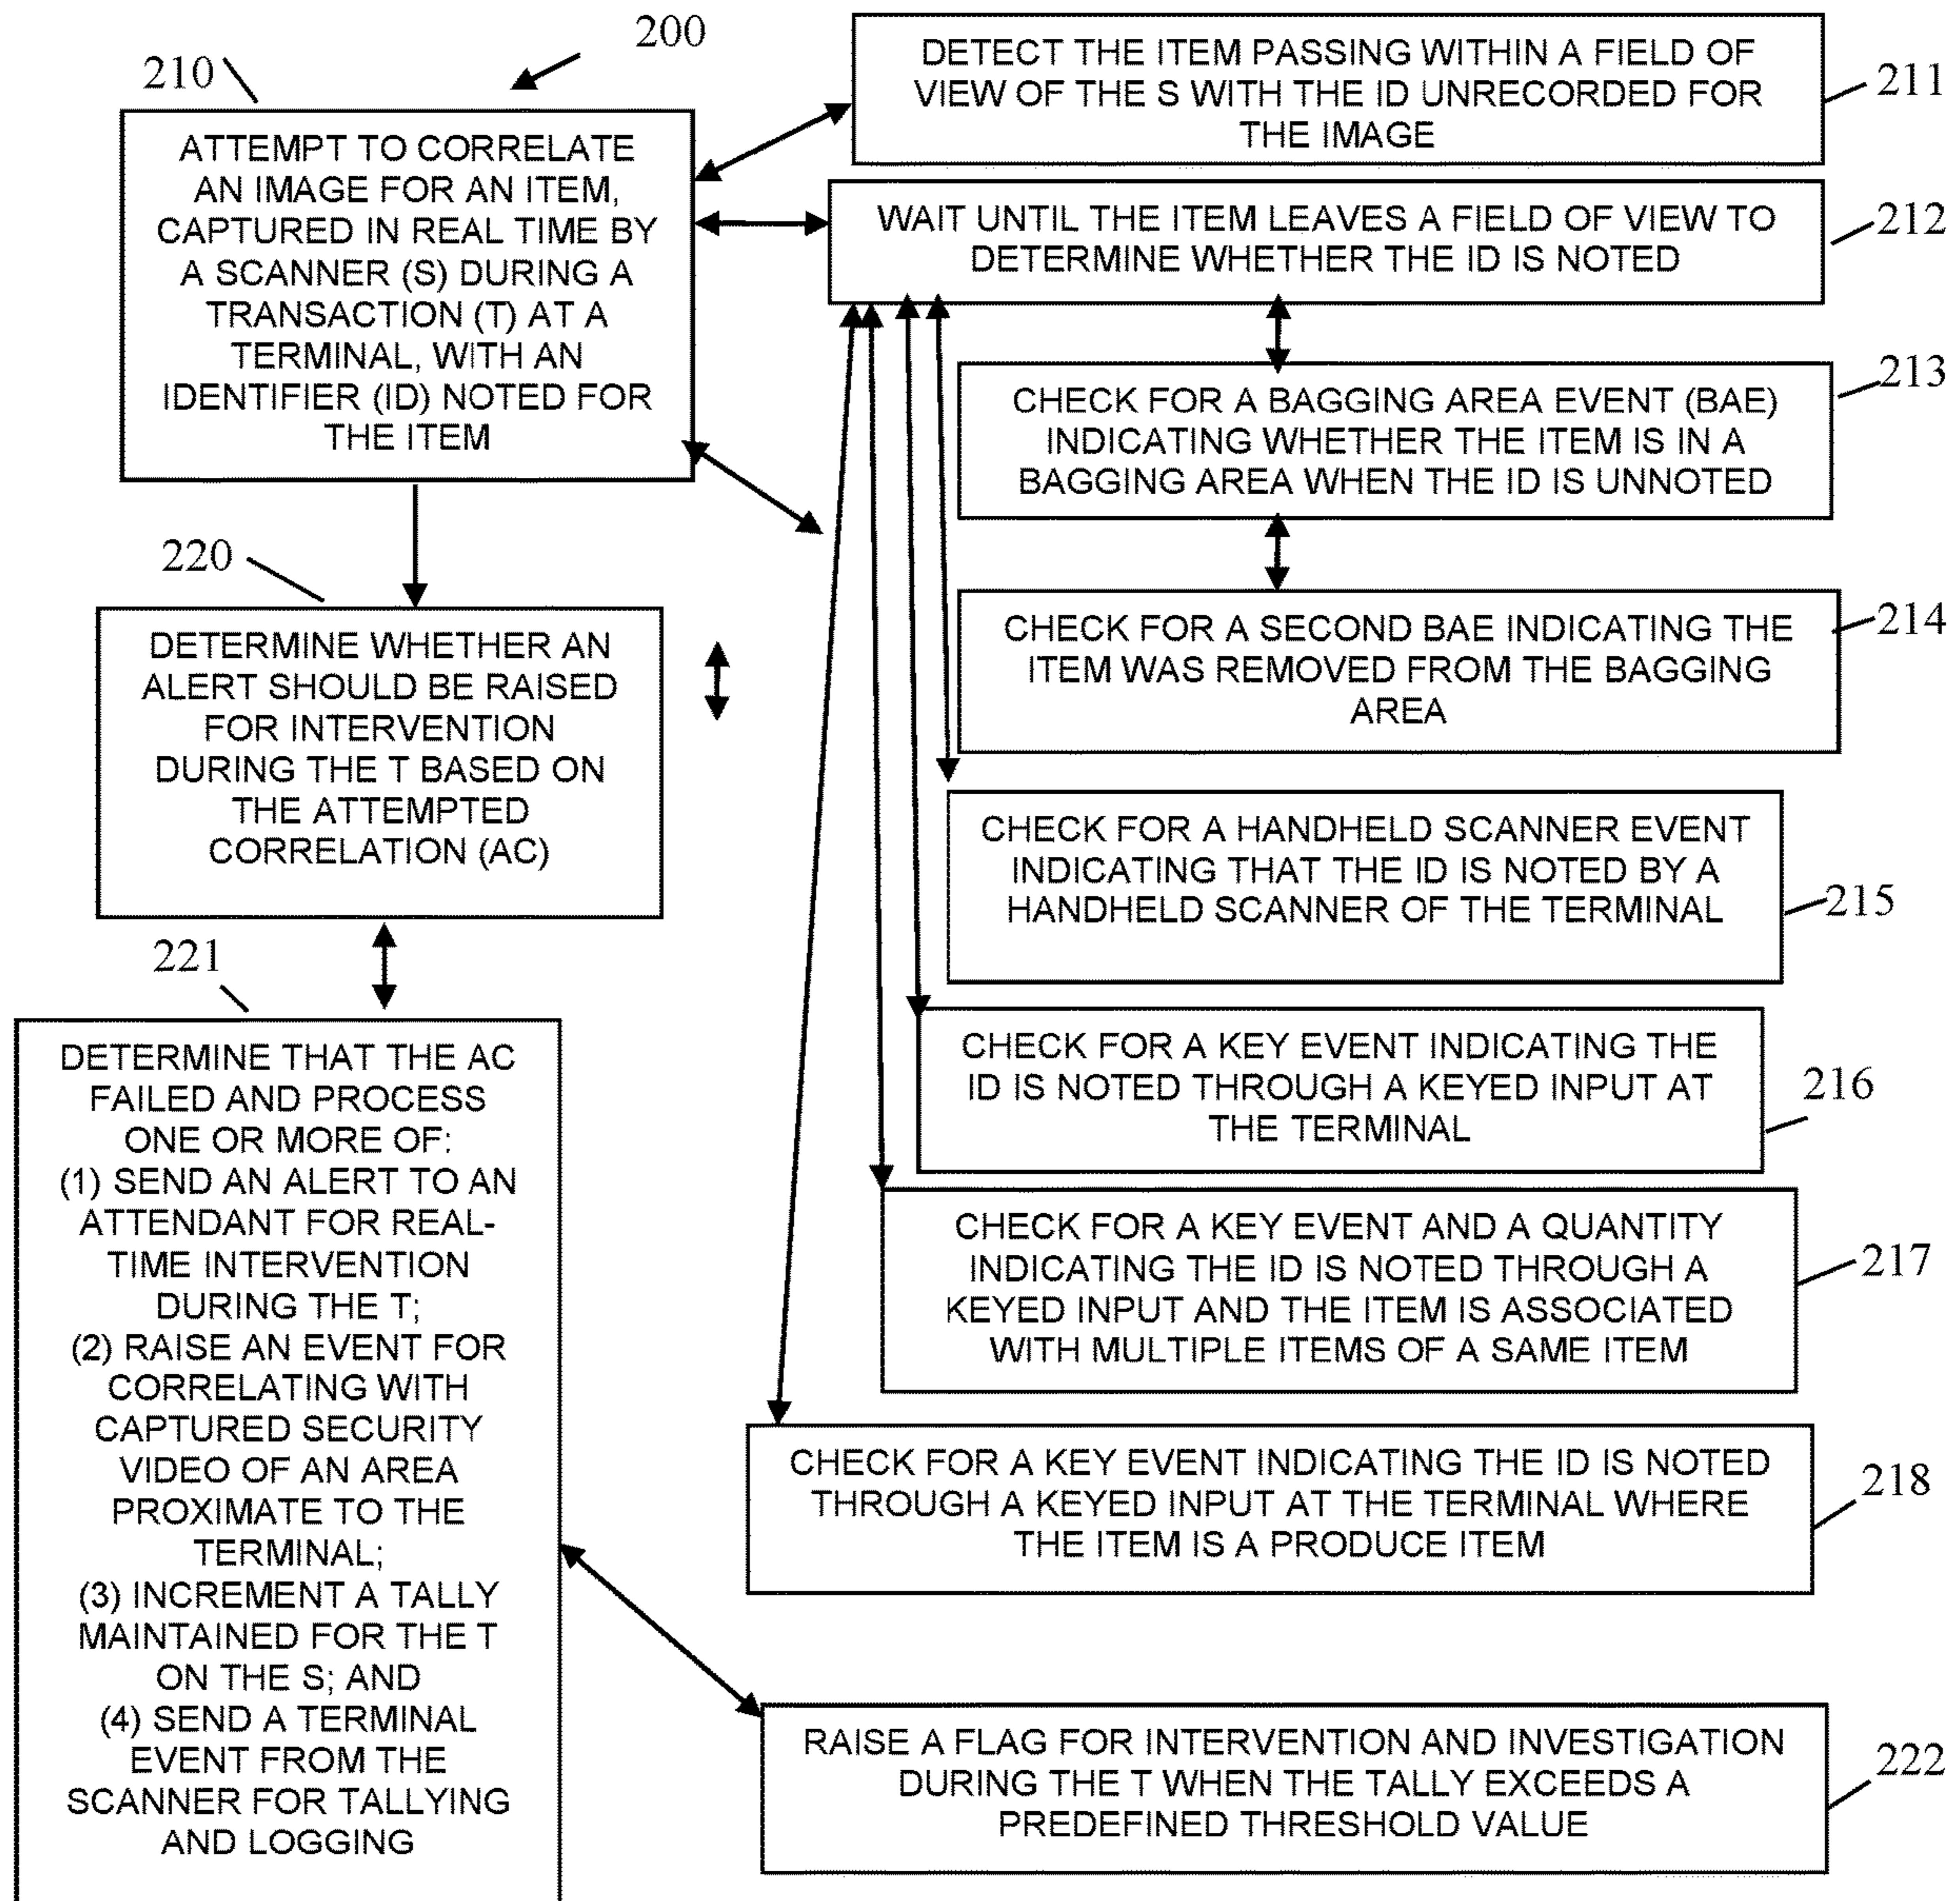 200
210
ATTEMPT TO CORRELATE
AN IMAGE FOR AN ITEM,
CAPTURED IN REAL TIME BY
A SCANNER (S) DURING A
TRANSACTION (T) AT A
TERMINAL, WITH AN
IDENTIFIER (ID) NOTED FOR
THE ITEM
DETECT THE ITEM PASSING WITHIN A FIELD OF
VIEW OF THE S WITH THE ID UNRECORDED FOR
THE IMAGE
211
WAIT UNTIL THE ITEM LEAVES A FIELD OF VIEW TO
DETERMINE WHETHER THE ID IS NOTED
212
CHECK FOR A BAGGING AREA EVENT (BAE)
INDICATING WHETHER THE ITEM IS IN A
BAGGING AREA WHEN THE ID IS UNNOTED
213
CHECK FOR A SECOND BAE INDICATING THE
ITEM WAS REMOVED FROM THE BAGGING
AREA
214
CHECK FOR A HANDHELD SCANNER EVENT
INDICATING THAT THE ID IS NOTED BY A
HANDHELD SCANNER OF THE TERMINAL
215
CHECK FOR A KEY EVENT INDICATING THE
ID IS NOTED THROUGH A KEYED INPUT AT
THE TERMINAL
216
CHECK FOR A KEY EVENT AND A QUANTITY
INDICATING THE ID IS NOTED THROUGH A
KEYED INPUT AND THE ITEM IS ASSOCIATED
WITH MULTIPLE ITEMS OF A SAME ITEM
217
CHECK FOR A KEY EVENT INDICATING THE ID IS NOTED
THROUGH A KEYED INPUT AT THE TERMINAL WHERE
THE ITEM IS A PRODUCE ITEM
218
220
DETERMINE WHETHER AN
ALERT SHOULD BE RAISED
FOR INTERVENTION
DURING THE T BASED ON
THE ATTEMPTED
CORRELATION (AC)
221
DETERMINE THAT THE AC
FAILED AND PROCESS
ONE OR MORE OF:
(1) SEND AN ALERT TO AN
ATTENDANT FOR REAL-
TIME INTERVENTION
DURING THE T;
(2) RAISE AN EVENT FOR
CORRELATING WITH
CAPTURED SECURITY
VIDEO OF AN AREA
PROXIMATE TO THE
TERMINAL;
(3) INCREMENT A TALLY
MAINTAINED FOR THE T
ON THE S; AND
(4) SEND A TERMINAL
EVENT FROM THE
SCANNER FOR TALLYING
AND LOGGING
RAISE A FLAG FOR INTERVENTION AND INVESTIGATION
DURING THE T WHEN THE TALLY EXCEEDS A
PREDEFINED THRESHOLD VALUE
222